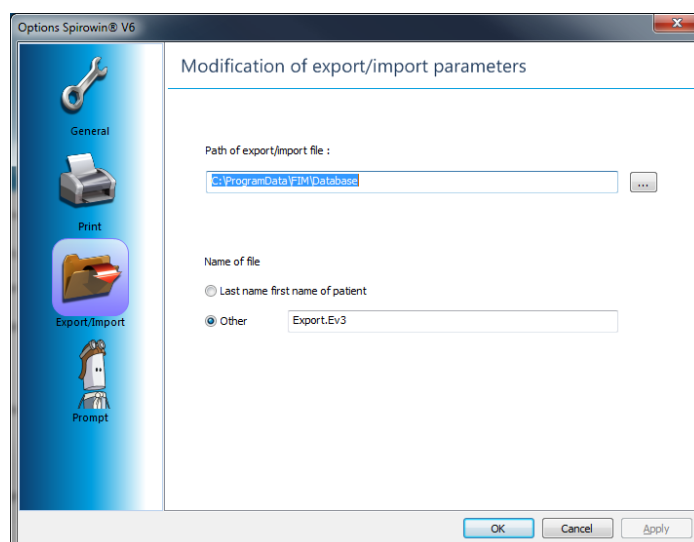 Options Spirowin® V6
General
Print
Export/Import
Prompt
Modification of export/import parameters
Path of export/import file :
C:\ProgramData\FIM\Database
...
Name of file
Last name first name of patient
Other
Export.Ev3
OK
Cancel
Apply